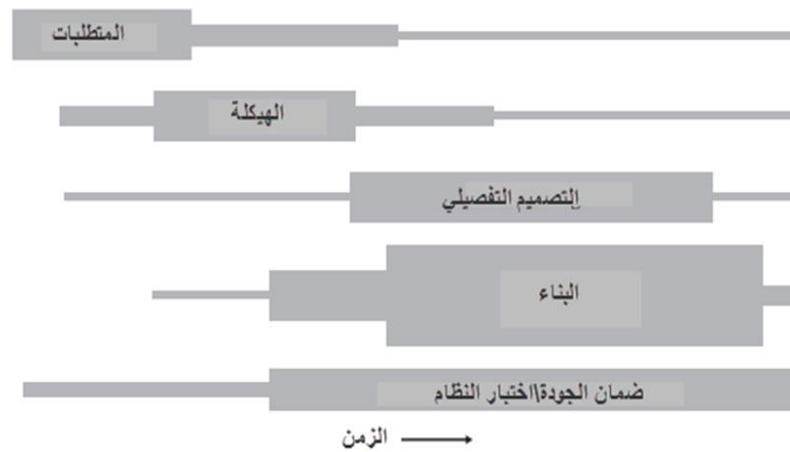 المتطلبات
الهيكلة
التصميم التفصيلي
البناء
ضمان الجودة\اختبار النظام
الزمن